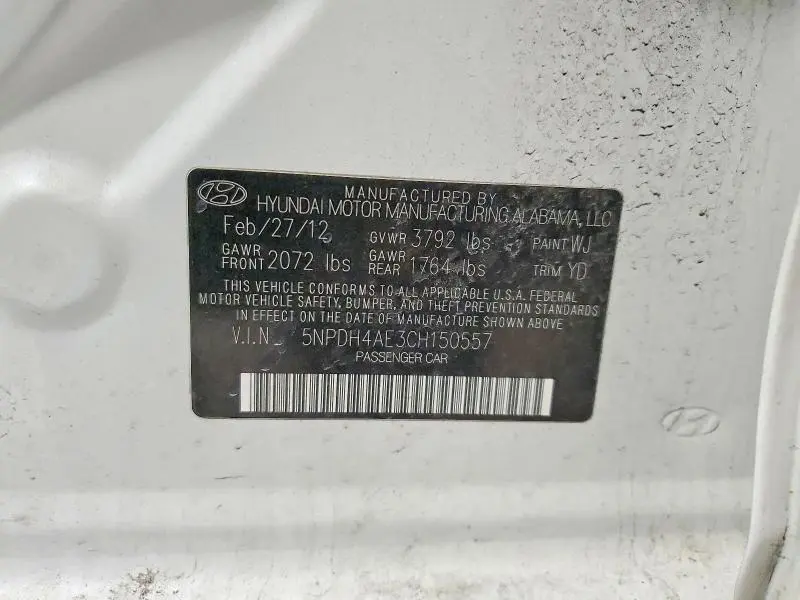 MANUFACTURED BY
HYUNDAI MOTOR MANUFACTURING ALABAMA, LLC
Feb/27/12 GVWR 3792 lbs PAINT WJ
GAWR FRONT 2072 lbs GAWR REAR 1764 lbs TRIM YD
THIS VEHICLE CONFORMS TO ALL APPLICABLE U.S.A. FEDERAL
MOTOR VEHICLE SAFETY, BUMPER, AND THEFT PREVENTION STANDARDS
IN EFFECT ON THE DATE OF MANUFACTURE SHOWN ABOVE
V.I.N. 5NPDH4AE3CH150557
PASSENGER CAR